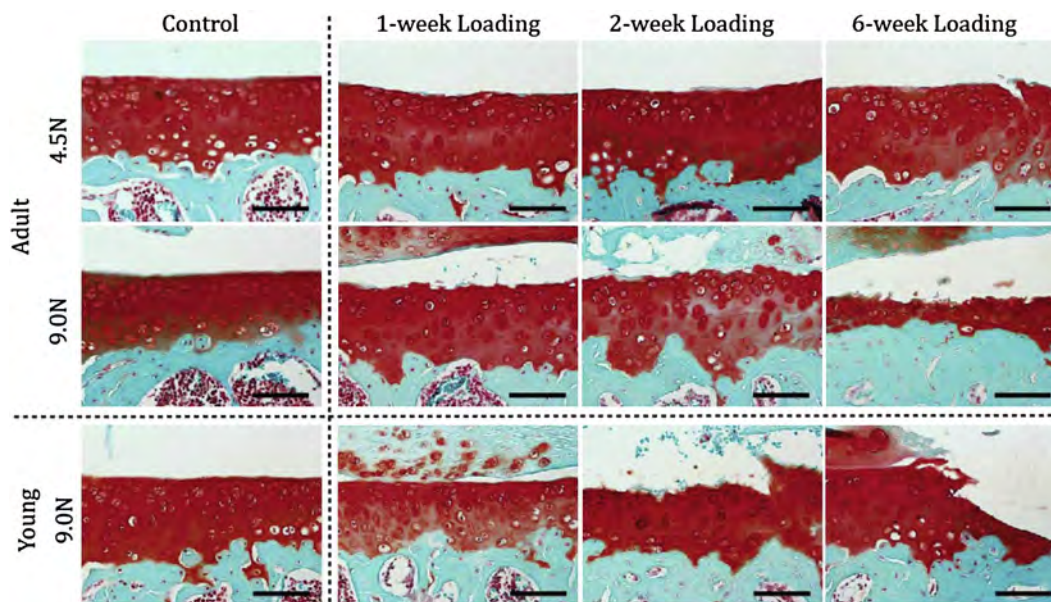 Control 1-week Loading 2-week Loading 6-week Loading
Adult
4.5N
9.0N
Young
9.0N